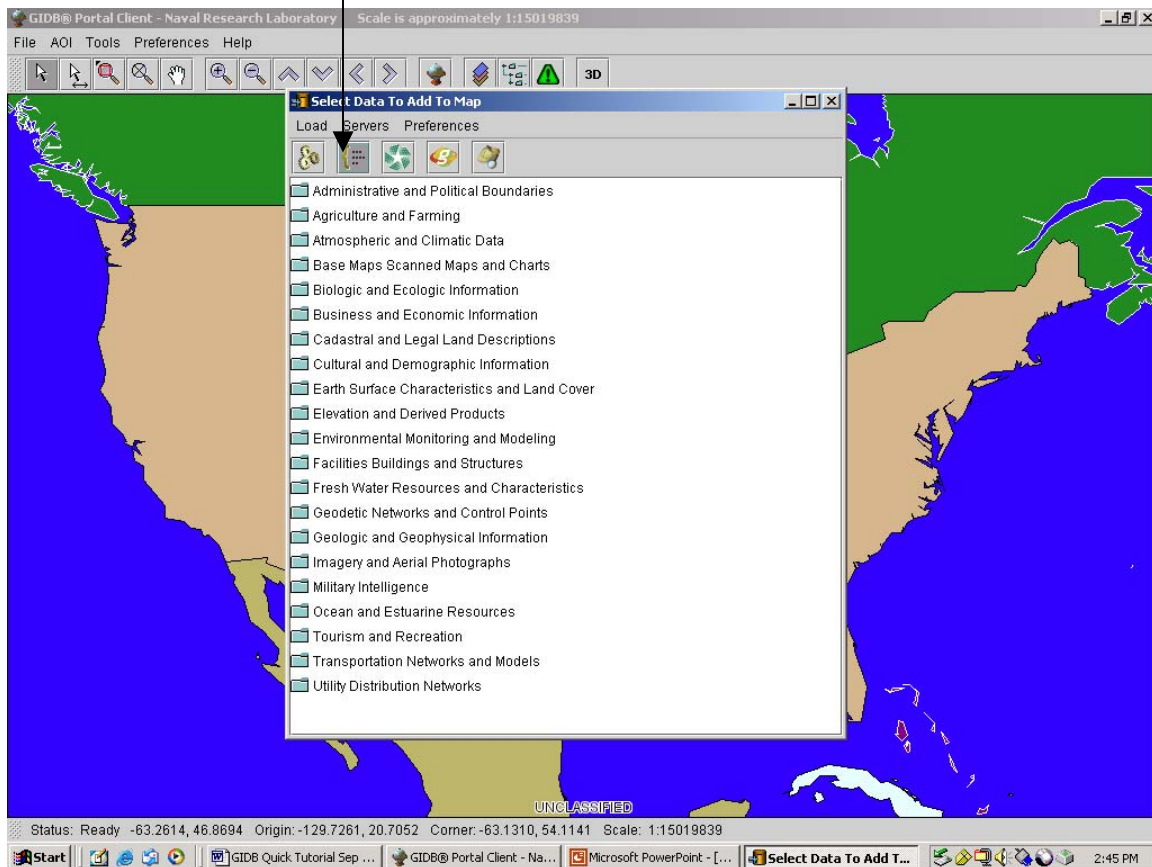 GIDB® Portal Client - Naval Research Laboratory Scale is approximately 1:15019839
File AOI Tools Preferences Help
3D
Select Data To Add To Map
Load Servers Preferences
Administrative and Political Boundaries
Agriculture and Farming
Atmospheric and Climatic Data
Base Maps Scanned Maps and Charts
Biologic and Ecologic Information
Business and Economic Information
Cadastral and Legal Land Descriptions
Cultural and Demographic Information
Earth Surface Characteristics and Land Cover
Elevation and Derived Products
Environmental Monitoring and Modeling
Facilities Buildings and Structures
Fresh Water Resources and Characteristics
Geodetic Networks and Control Points
Geologic and Geophysical Information
Imagery and Aerial Photographs
Military Intelligence
Ocean and Estuarine Resources
Tourism and Recreation
Transportation Networks and Models
Utility Distribution Networks
UNCLASSIFIED
Status: Ready -63.2614, 46.8694 Origin: -129.7261, 20.7052 Corner: -63.1310, 54.1141 Scale: 1:15019839
Start GIDB Quick Tutorial Sep ... GIDB® Portal Client - Na... Microsoft PowerPoint - [... Select Data To Add T... 2:45 PM